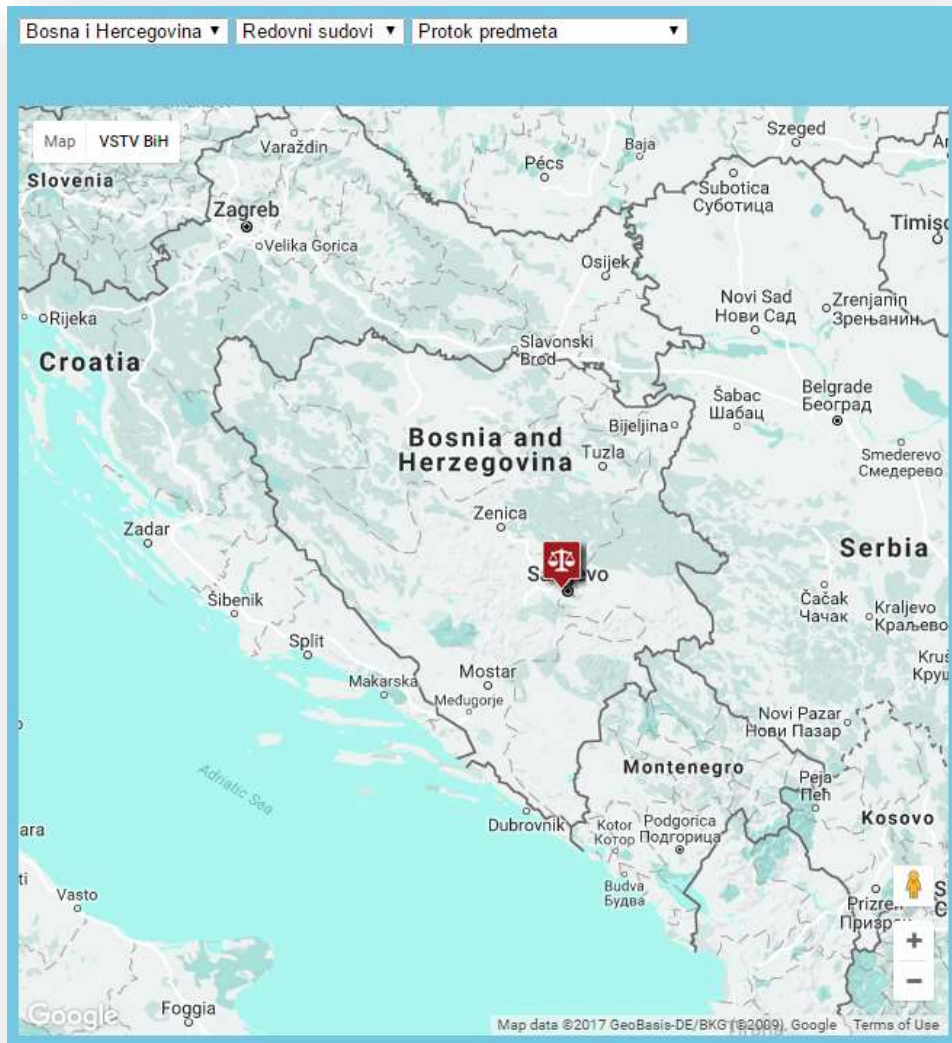 Bosna i Hercegovina ▼ Redovni sudovi ▼ Protok predmeta ▼
Map VSTV BiH
Varaždin
Pécs
Baja
Szeged
Slovenia
Subotica
Суботица
Zagreb
Velika Gorica
Osijek
Novi Sad
Нови Сад
Zrenjanin
Зрењанин
Rijeka
Slavonski
Brod
Croatia
Šabac
Шабац
Belgrade
Београд
Bijeljina
Bosnia and
Herzegovina
Tuzla
Smederevo
Смедерево
Zenica
Zadar
Serbia
Šibenik
Čačak
Чачак
Kraljevo
Краљево
Split
Mostar
Makarska
Međugorje
Novi Pazar
Нови Пазар
Adriatic Sea
Montenegro
Peja
Пећ
Dubrovnik
Kotor
Котор
Podgorica
Подгорица
Kosovo
Budva
Будва
Vasto
Prizren
Foggia
Google
Map data ©2017 GeoBasis-DE/BKG (©2009), Google Terms of Use